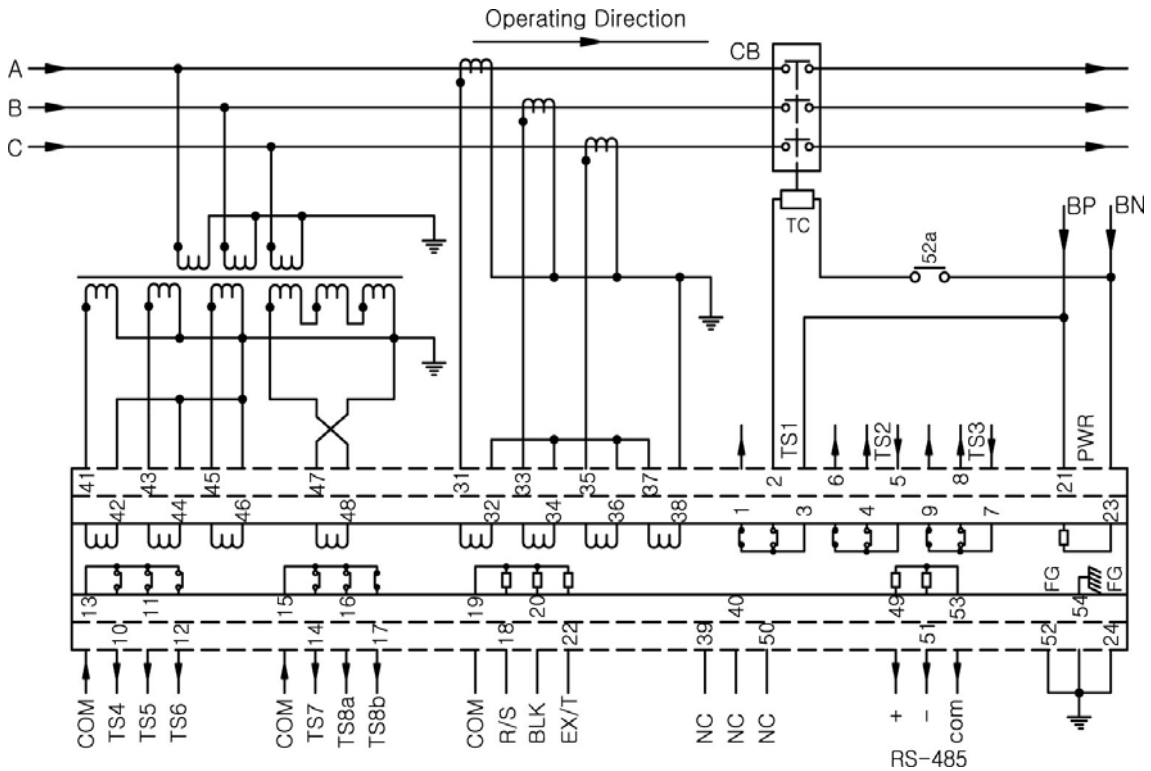 Operating Direction
CB
A
B
C
TC
52a
BP
BN
TS1
TS2
TS3
PWR
41 43 45 47 31 33 35 37 2 6 5 8 21
42 44 46 48 32 34 36 38 1 3 4 9 7 23
FG FG
13 11 15 16 19 20 40 49 53 54
10 12 14 17 18 22 39 50 51 52 24
COM TS4 TS5 TS6 COM TS7 TS8a TS8b COM R/S BLK EX/T NC NC NC + - com
RS-485